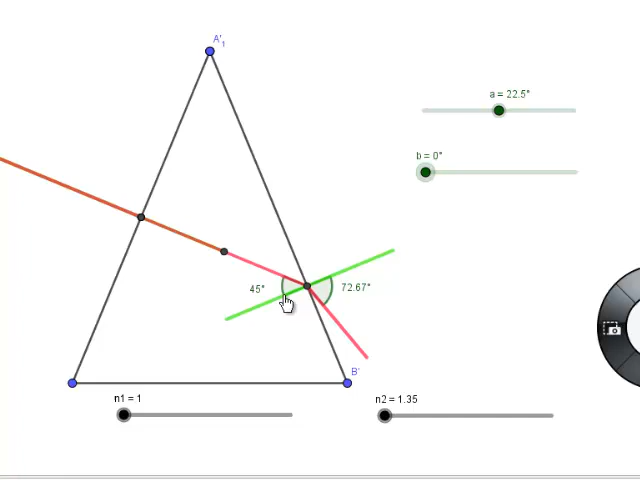 A'₁
a = 22.5°
b = 0°
45°
72.67°
B'
n1 = 1
n2 = 1.35